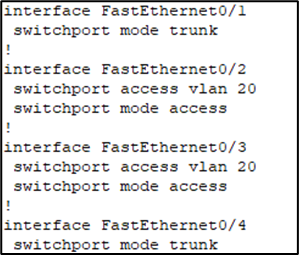 interface FastEthernet0/1
 switchport mode trunk
!
interface FastEthernet0/2
 switchport access vlan 20
 switchport mode access
!
interface FastEthernet0/3
 switchport access vlan 20
 switchport mode access
!
interface FastEthernet0/4
 switchport mode trunk